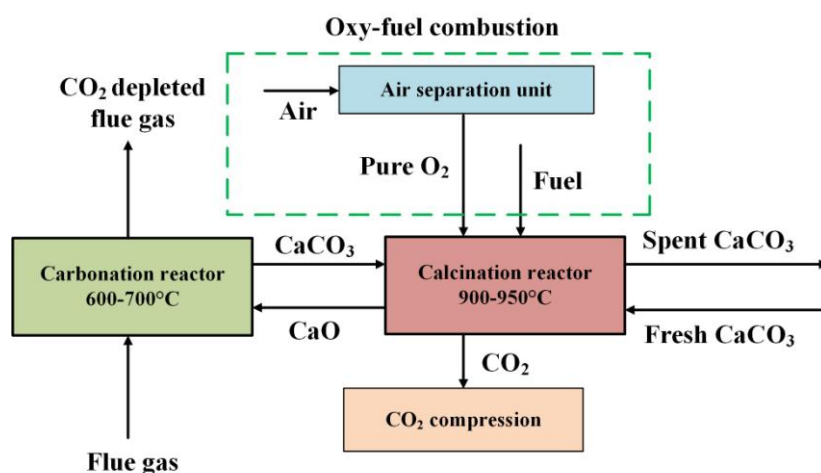 Oxy-fuel combustion
CO₂ depleted
flue gas
Air separation unit
Air
Pure O₂
Fuel
Carbonation reactor
600-700°C
CaCO₃
CaO
Calcination reactor
900-950°C
Spent CaCO₃
Fresh CaCO₃
CO₂
CO₂ compression
Flue gas